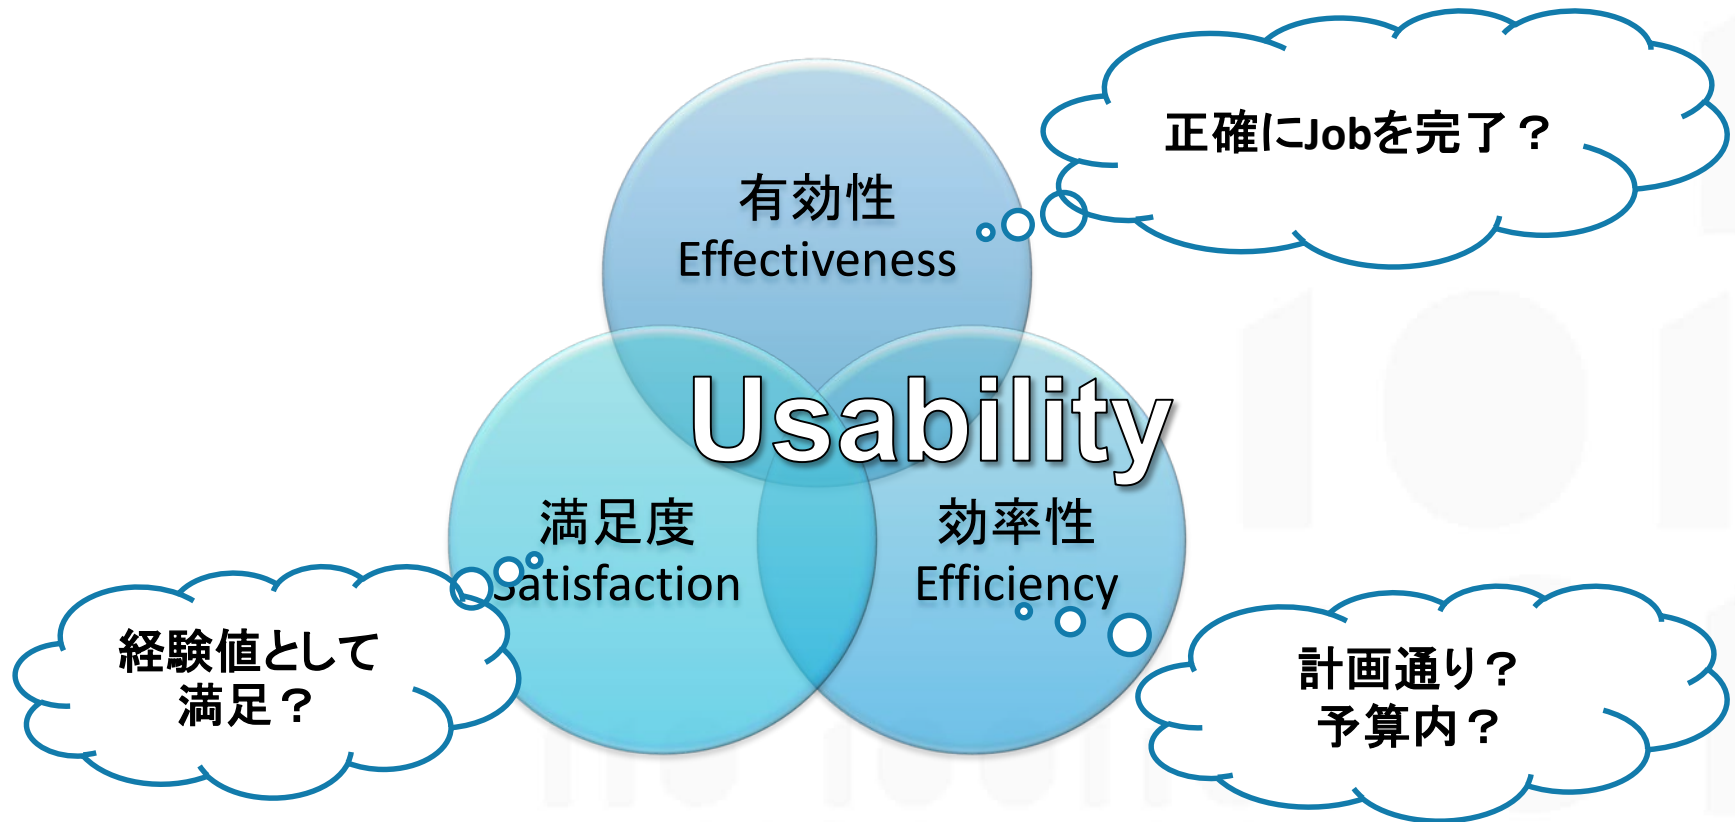 正確にJobを完了？
有効性
Effectiveness
Usability
満足度
Satisfaction
効率性
Efficiency
経験値として
満足？
計画通り？
予算内？